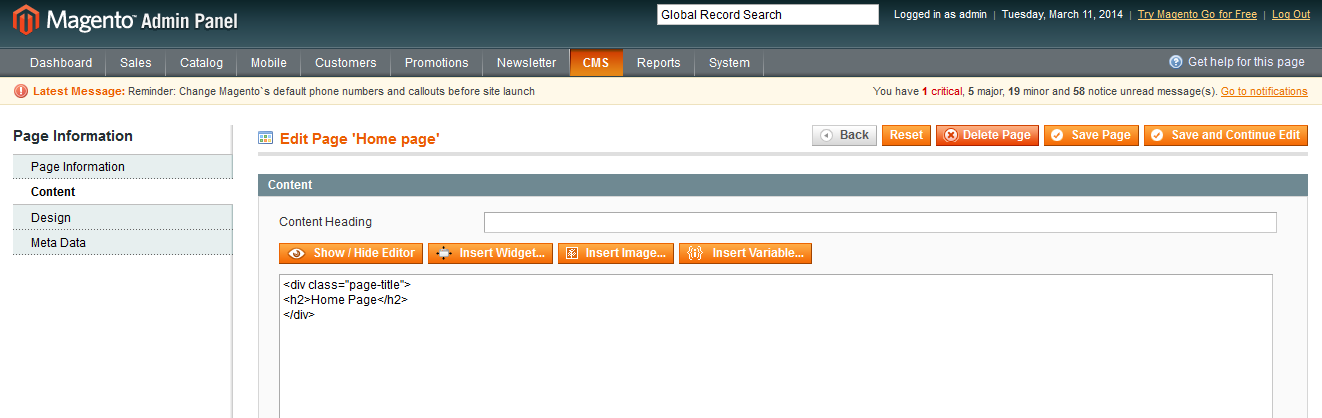 Magento Admin Panel
Global Record Search
Logged in as admin | Tuesday, March 11, 2014 | Try Magento Go for Free | Log Out
Dashboard Sales Catalog Mobile Customers Promotions Newsletter CMS Reports System Get help for this page
Latest Message: Reminder: Change Magento`s default phone numbers and callouts before site launch
You have 1 critical, 5 major, 19 minor and 58 notice unread message(s). Go to notifications
Page Information
Page Information
Content
Design
Meta Data
Edit Page 'Home page'
Back Reset Delete Page Save Page Save and Continue Edit
Content
Content Heading
Show / Hide Editor Insert Widget... Insert Image... Insert Variable...
<div class="page-title">
<h2>Home Page</h2>
</div>